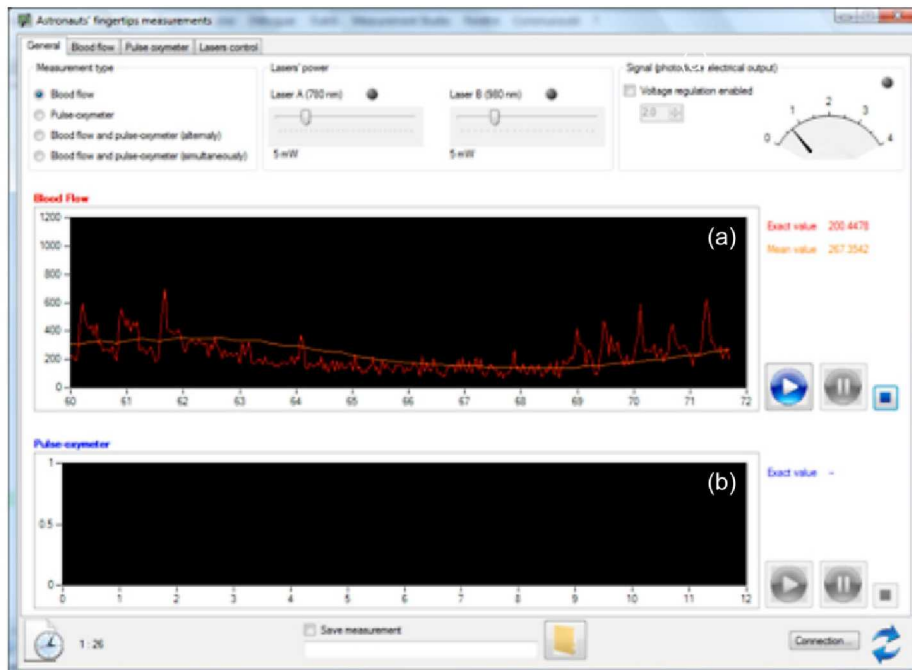 Astronauts' fingertips measurements
General Blood flow Pulse oxymeter Lasers control
Measurement type
Blood flow
Pulse-oxymeter
Blood flow and pulse-oxymeter (alternaly)
Blood flow and pulse-oxymeter (simultaneously)
Lasers' power
Laser A (780 nm)
5 mW
Laser B (980 nm)
5 mW
Signal (photo electrical output)
Voltage regulation enabled
2.0
0 1 2 3 4
Blood Flow
(a)
1200
1000
800
600
400
200
0
60 61 62 63 64 65 66 67 68 69 70 71 72
Exact value 200.4478
Mean value 267.3542
Pulse-oxymeter
(b)
1
0.5
0
0 1 2 3 4 5 6 7 8 9 10 11 12
Exact value -
1 : 26
Save measurement
Connection...